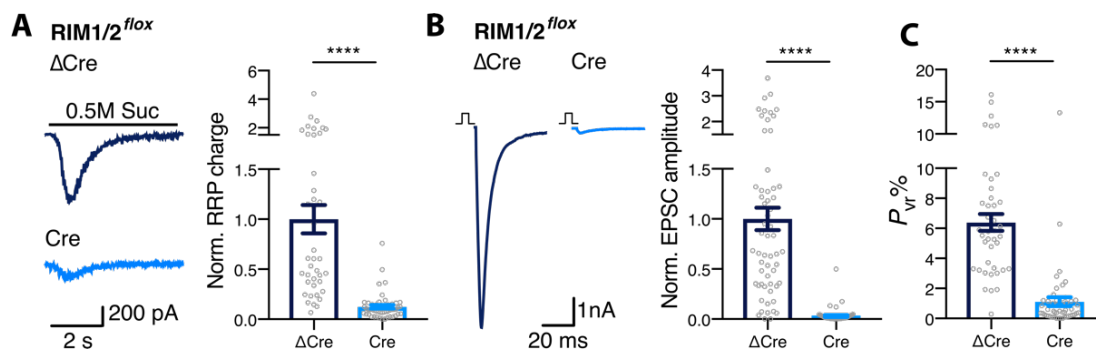 A RIM1/2flox
ΔCre
0.5M Suc
Cre
200 pA
2 s
Norm. RRP charge
6
4
2
1.5
1.0
0.5
0.0
****
ΔCre Cre
B RIM1/2flox
ΔCre Cre
1nA
20 ms
Norm. EPSC amplitude
4
3
2
1.5
1.0
0.5
0.0
****
ΔCre Cre
C
Pvr%
20
15
10
10
8
6
4
2
0
****
ΔCre Cre